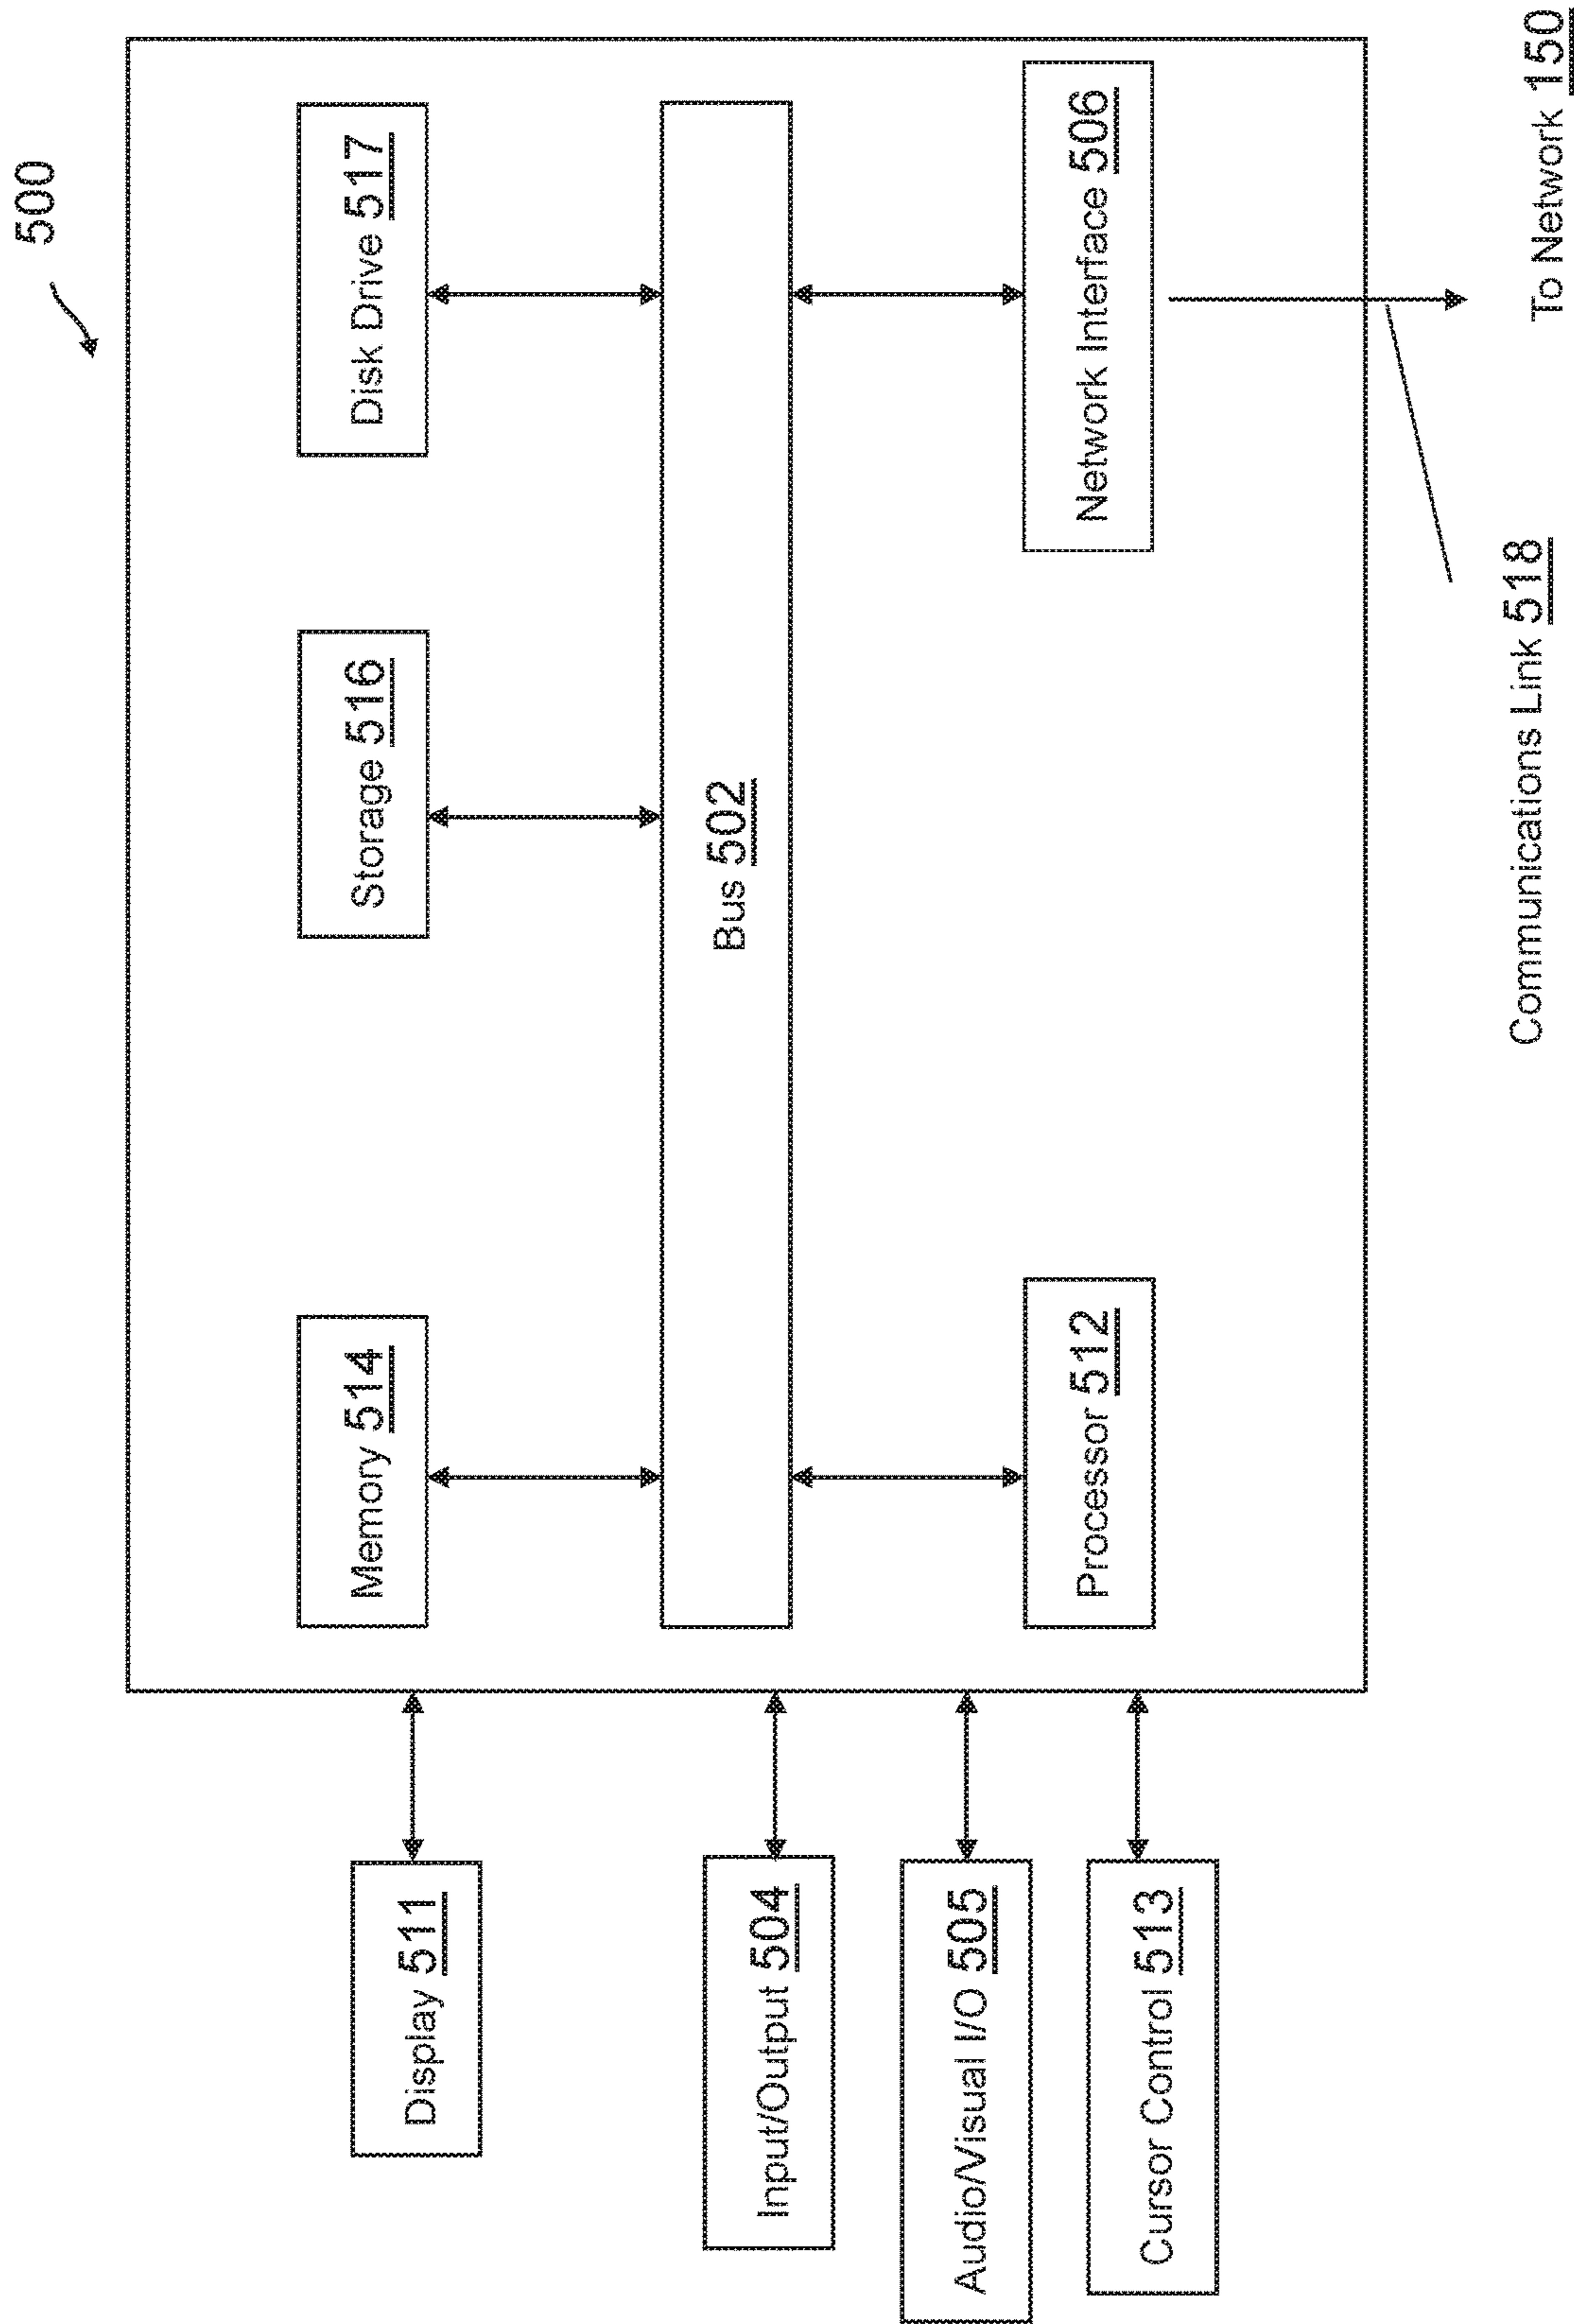 500
Display 511
Memory 514
Storage 516
Disk Drive 517
Input/Output 504
Bus 502
Audio/Visual I/O 505
Cursor Control 513
Processor 512
Network Interface 506
Communications Link 518
To Network 150